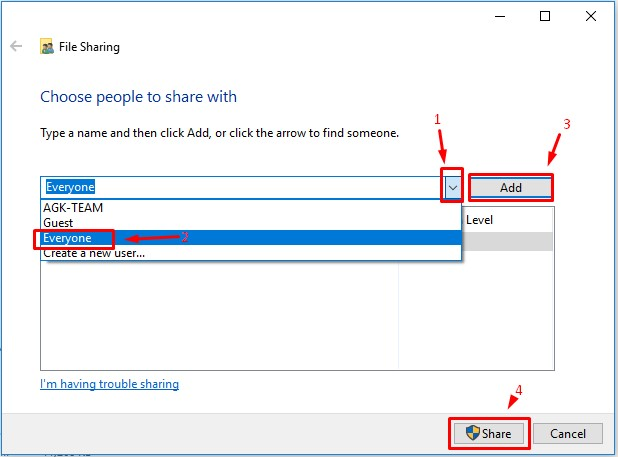 File Sharing
Choose people to share with
Type a name and then click Add, or click the arrow to find someone.
1
3
Everyone
Add
AGK-TEAM
Guest
Level
Everyone
2
Create a new user...
I'm having trouble sharing
4
Share
Cancel